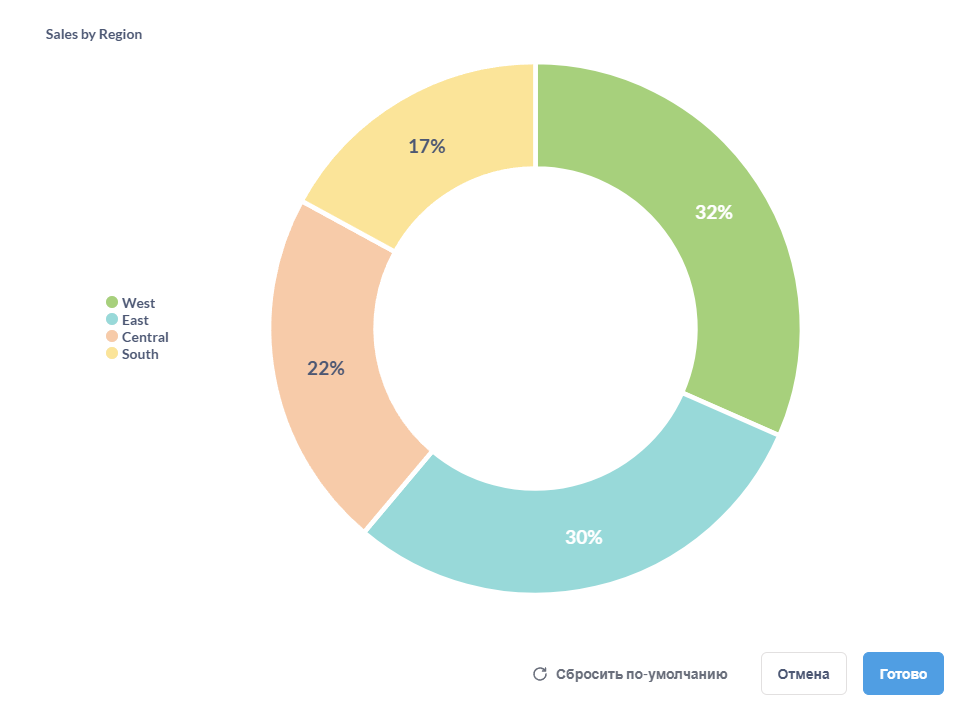 Sales by Region
17%
32%
West
East
Central
South
22%
30%
Сбросить по-умолчанию
Отмена
Готово